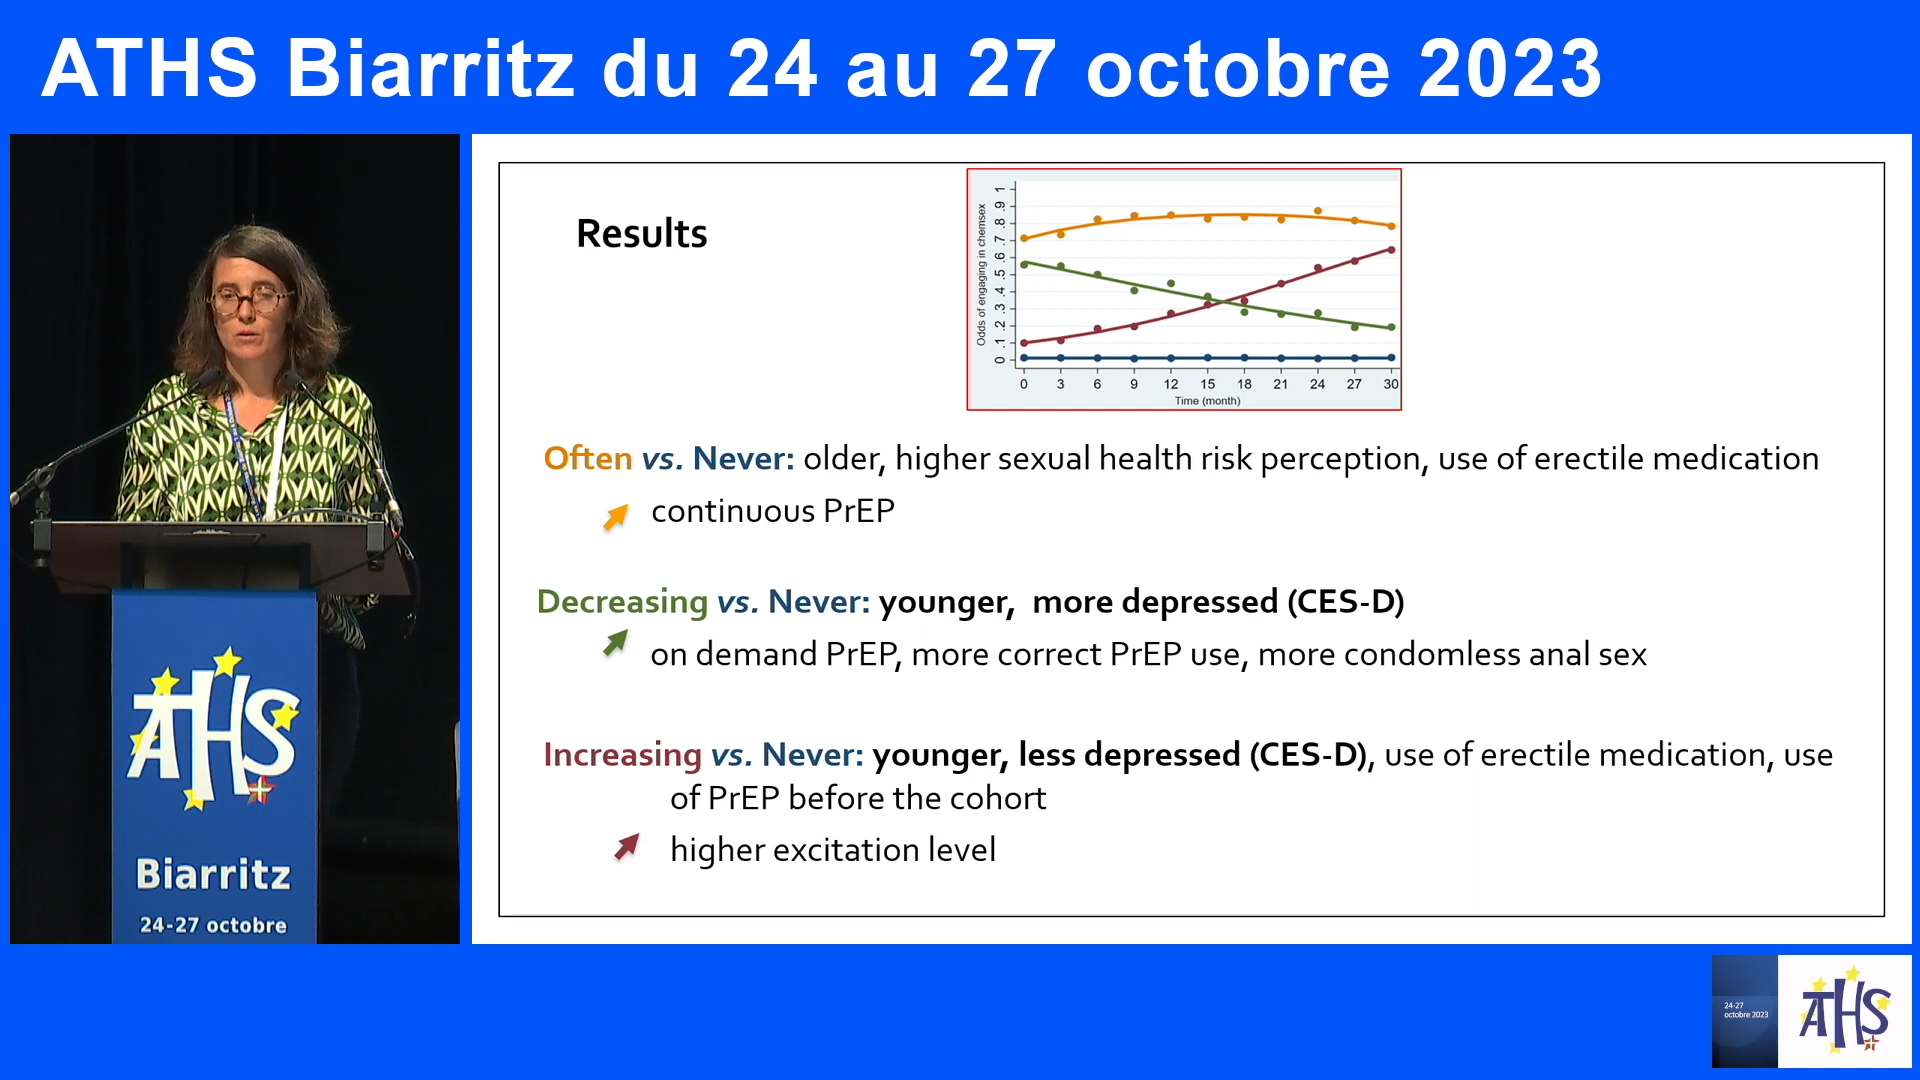 ATHS Biarritz du 24 au 27 octobre 2023
Results
Odds of engaging in chemsex
0 .1 .2 .3 .4 .5 .6 .7 .8 .9 1
0 3 6 9 12 15 18 21 24 27 30
Time (month)
Often vs. Never: older, higher sexual health risk perception, use of erectile medication
continuous PrEP
Decreasing vs. Never: younger, more depressed (CES-D)
on demand PrEP, more correct PrEP use, more condomless anal sex
Increasing vs. Never: younger, less depressed (CES-D), use of erectile medication, use
of PrEP before the cohort
higher excitation level
ATHS
Biarritz
24-27 octobre
24-27
octobre 2023
ATHS